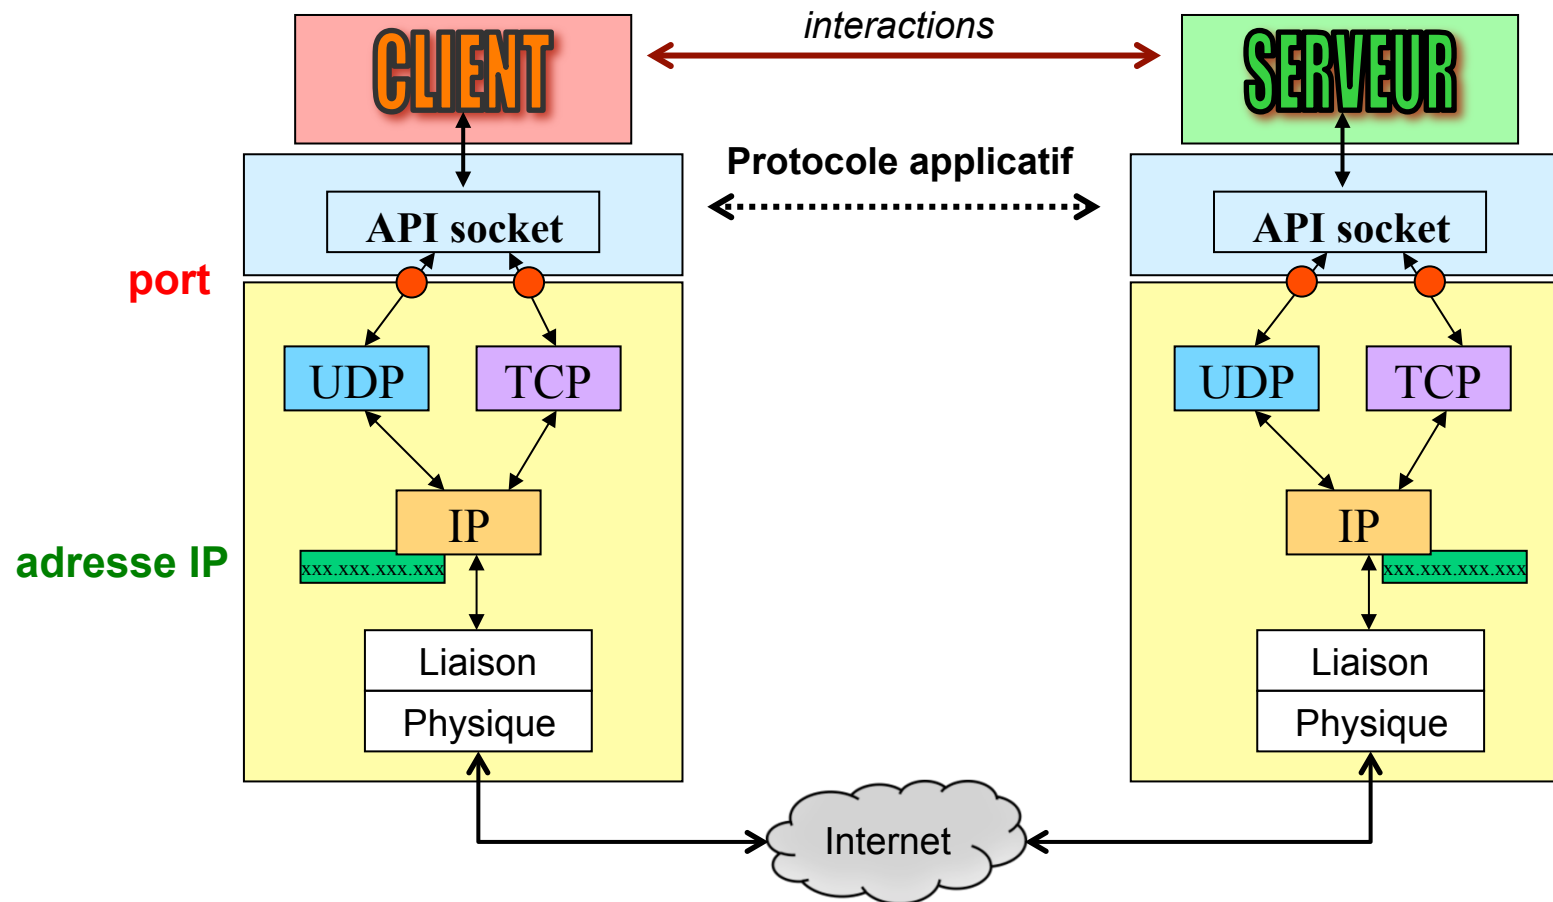 interactions
CLIENT
SERVEUR
Protocole applicatif
API socket
API socket
port
UDP
TCP
UDP
TCP
IP
IP
adresse IP
xxx.xxx.xxx.xxx
xxx.xxx.xxx.xxx
Liaison
Liaison
Physique
Physique
Internet